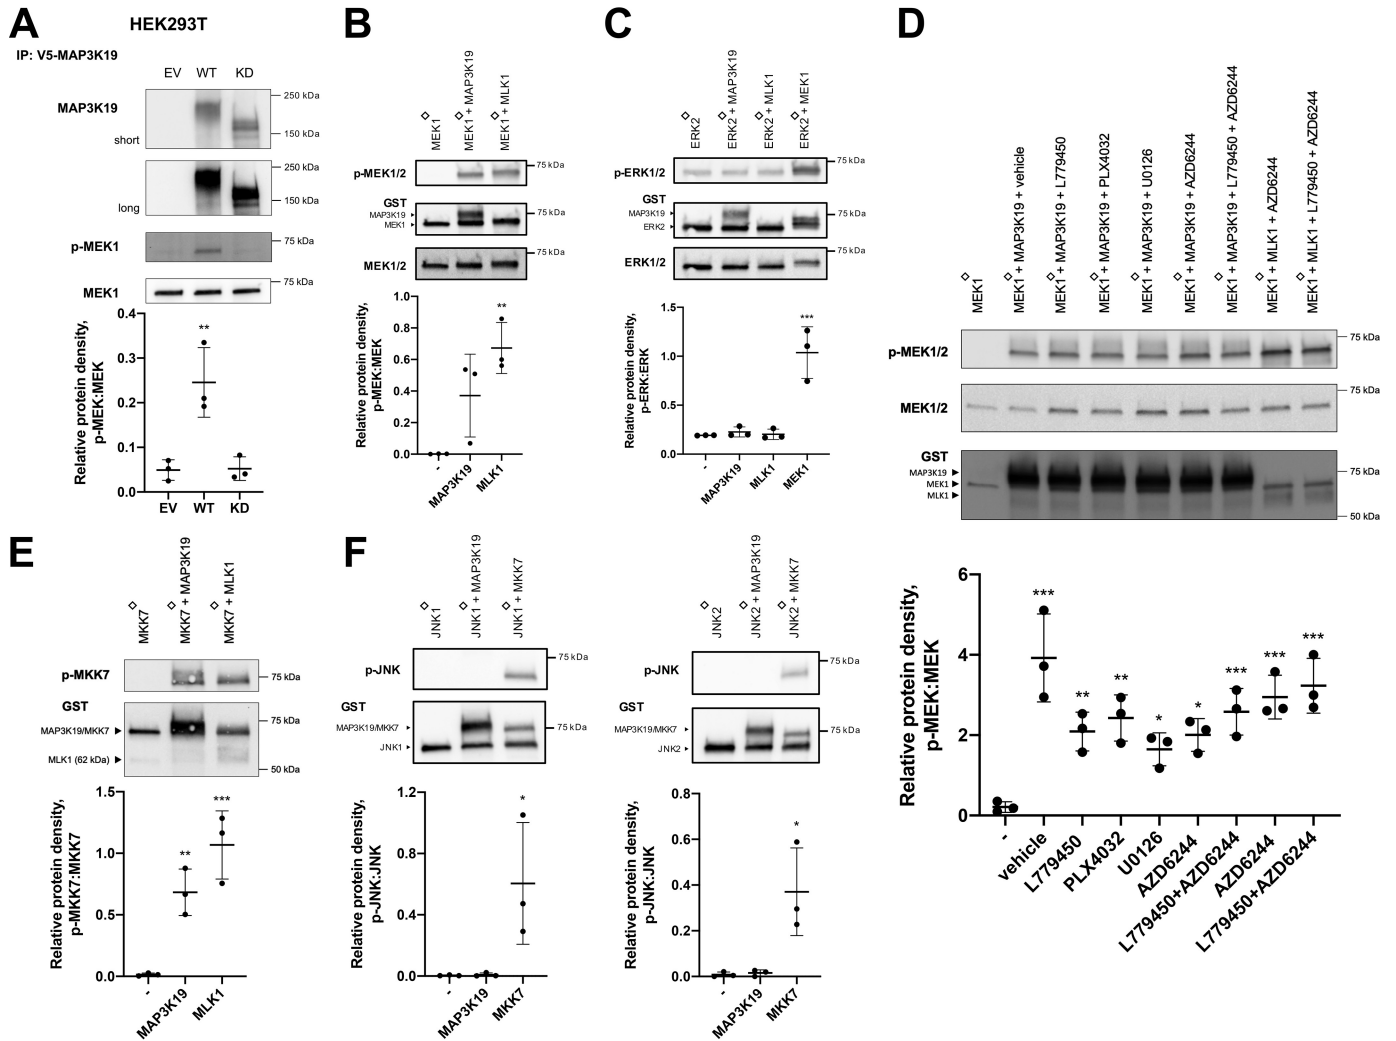 A
HEK293T
IP: V5-MAP3K19
EV WT KD
MAP3K19
short
250 kDa
150 kDa
long
250 kDa
150 kDa
p-MEK1
75 kDa
MEK1
75 kDa
Relative protein density,
p-MEK:MEK
0.4
0.3
0.2
0.1
0.0
**
EV WT KD
B
◇ MEK1
◇ MEK1 + MAP3K19
◇ MEK1 + MLK1
p-MEK1/2
75 kDa
GST
MAP3K19 ▸
MEK1 ▸
75 kDa
MEK1/2
75 kDa
Relative protein density,
p-MEK:MEK
1.0
0.8
0.6
0.4
0.2
0.0
**
-
MAP3K19
MLK1
C
◇ ERK2
◇ ERK2 + MAP3K19
◇ ERK2 + MLK1
◇ ERK2 + MEK1
p-ERK1/2
75 kDa
GST
MAP3K19 ▸
ERK2 ▸
75 kDa
ERK1/2
75 kDa
Relative protein density,
p-ERK:ERK
1.5
1.0
0.5
0.0
***
-
MAP3K19
MLK1
MEK1
D
◇ MEK1
◇ MEK1 + MAP3K19 + vehicle
◇ MEK1 + MAP3K19 + L779450
◇ MEK1 + MAP3K19 + PLX4032
◇ MEK1 + MAP3K19 + U0126
◇ MEK1 + MAP3K19 + AZD6244
◇ MEK1 + MAP3K19 + L779450 + AZD6244
◇ MEK1 + MLK1 + AZD6244
◇ MEK1 + MLK1 + L779450 + AZD6244
p-MEK1/2
75 kDa
MEK1/2
75 kDa
GST
MAP3K19 ▸
MEK1 ▸
MLK1 ▸
75 kDa
50 kDa
Relative protein density,
p-MEK:MEK
6
4
2
0
*** ** ** * * *** *** ***
-
vehicle
L779450
PLX4032
U0126
AZD6244
L779450+AZD6244
AZD6244
L779450+AZD6244
E
◇ MKK7
◇ MKK7 + MAP3K19
◇ MKK7 + MLK1
p-MKK7
75 kDa
GST
MAP3K19/MKK7 ▸
MLK1 (62 kDa) ▸
75 kDa
50 kDa
Relative protein density,
p-MKK7:MKK7
1.5
1.0
0.5
0.0
** ***
-
MAP3K19
MLK1
F
◇ JNK1
◇ JNK1 + MAP3K19
◇ JNK1 + MKK7
p-JNK
75 kDa
GST
MAP3K19/MKK7 ▸
JNK1 ▸
75 kDa
Relative protein density,
p-JNK:JNK
1.2
0.8
0.4
0.0
*
-
MAP3K19
MKK7
◇ JNK2
◇ JNK2 + MAP3K19
◇ JNK2 + MKK7
p-JNK
75 kDa
GST
MAP3K19/MKK7 ▸
JNK2 ▸
75 kDa
Relative protein density,
p-JNK:JNK
0.8
0.6
0.4
0.2
0.0
*
-
MAP3K19
MKK7